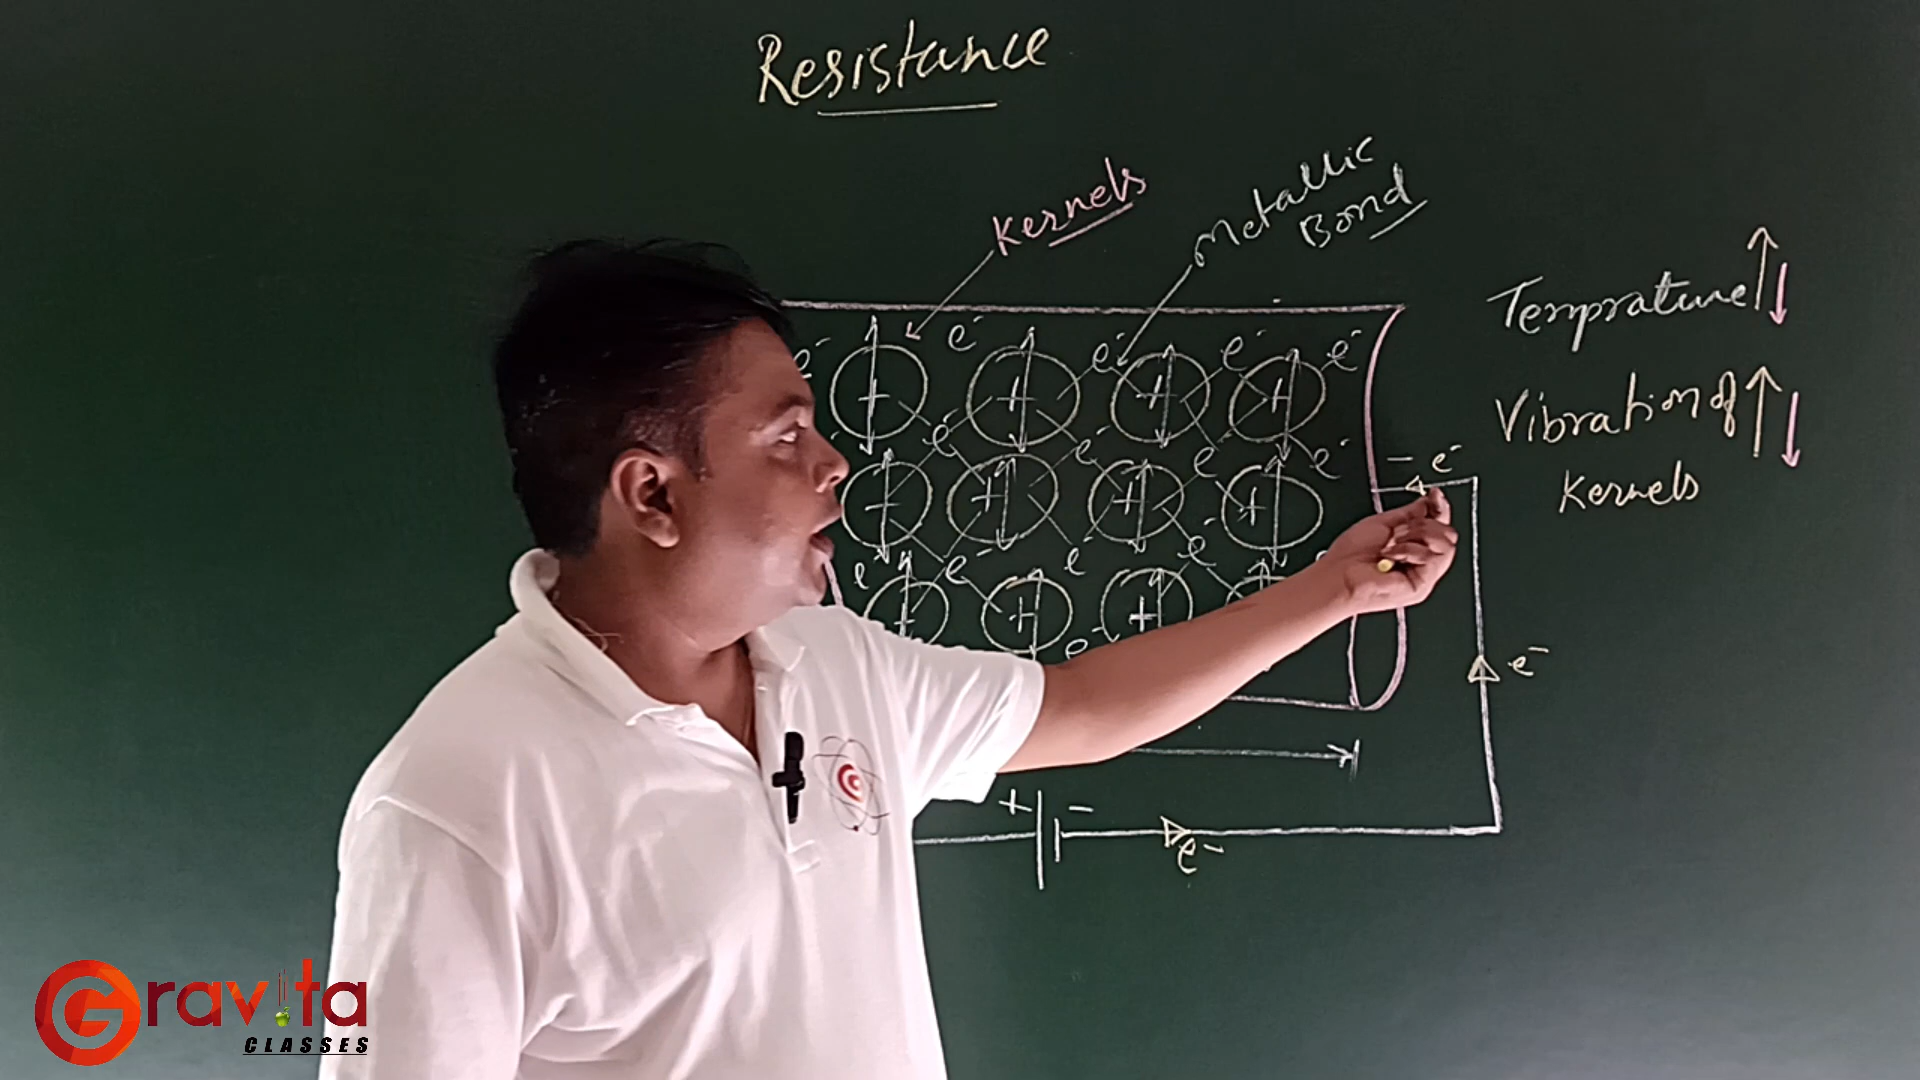 Resistance
Kernels
Metallic
Bond
Temprature
Vibration of
Kernels
e- e- e- e- e-
+ + + +
e- e- e- e-
- e-
+ + + +
e- e- e- e-
+ + +
e-
e-
+ -
e-
Gravita
CLASSES